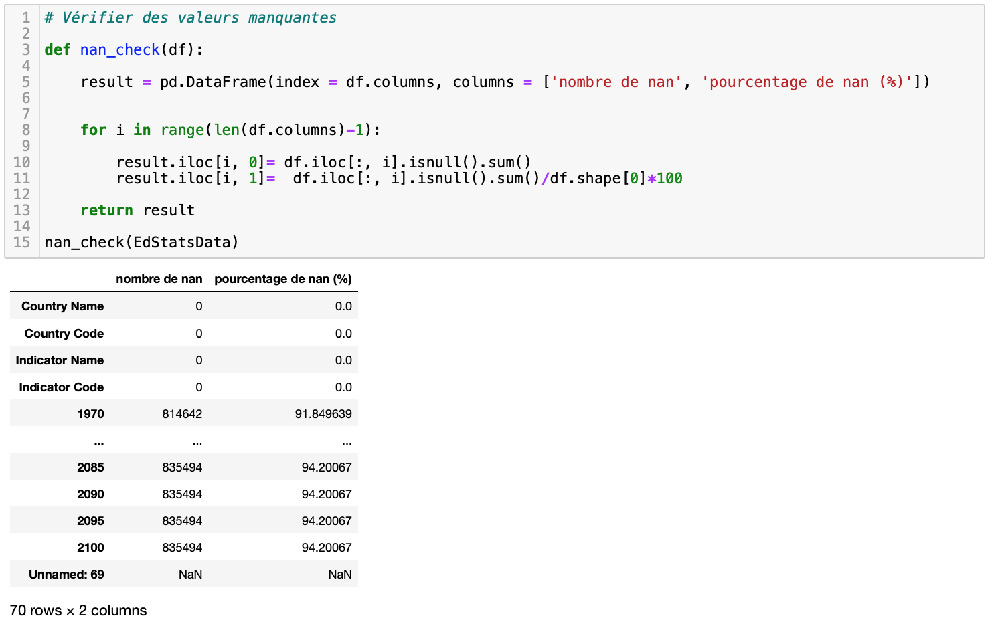 1 # Vérifier des valeurs manquantes
2
3 def nan_check(df):
4
5     result = pd.DataFrame(index = df.columns, columns = ['nombre de nan', 'pourcentage de nan (%)'])
6
7
8     for i in range(len(df.columns)-1):
9
10         result.iloc[i, 0]= df.iloc[:, i].isnull().sum()
11         result.iloc[i, 1]=  df.iloc[:, i].isnull().sum()/df.shape[0]*100
12
13     return result
14
15 nan_check(EdStatsData)
nombre de nan pourcentage de nan (%)
Country Name 0 0.0
Country Code 0 0.0
Indicator Name 0 0.0
Indicator Code 0 0.0
1970 814642 91.849639
... ... ...
2085 835494 94.20067
2090 835494 94.20067
2095 835494 94.20067
2100 835494 94.20067
Unnamed: 69 NaN NaN
70 rows × 2 columns